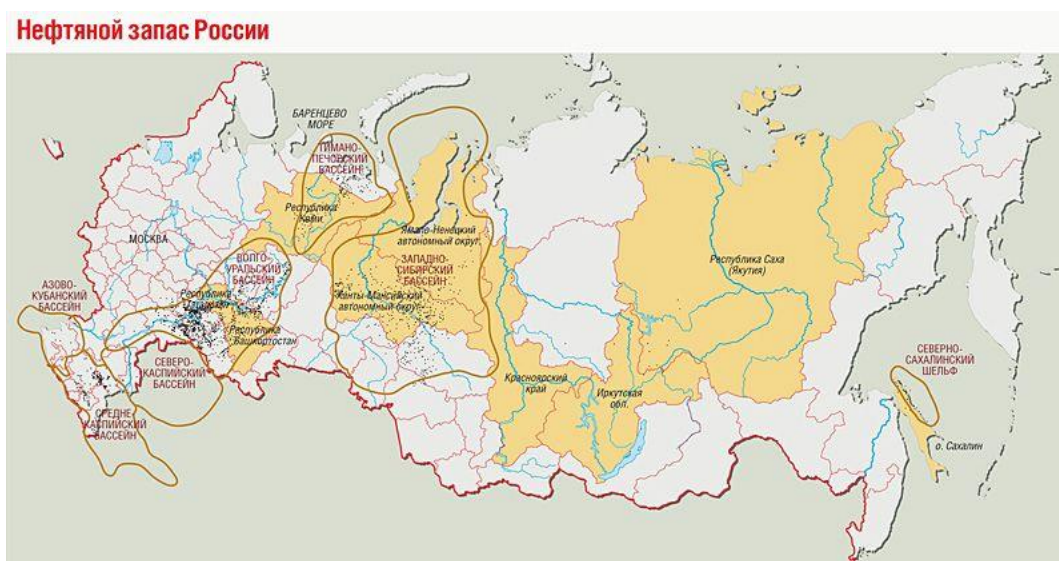 Нефтяной запас России
БАРЕНЦЕВО
МОРЕ
ТИМАНО-
ПЕЧОРСКИЙ
БАССЕЙН
Республика
Коми
Ямало-Ненецкий
автономный округ
МОСКВА
ВОЛГО-
УРАЛЬСКИЙ
БАССЕЙН
ЗАПАДНО-
СИБИРСКИЙ
БАССЕЙН
Республика Саха
(Якутия)
АЗОВО-
КУБАНСКИЙ
БАССЕЙН
Республика
Татарстан
Ханты-Мансийский
автономный округ
Республика
Башкортостан
СЕВЕРО-
КАСПИЙСКИЙ
БАССЕЙН
СЕВЕРНО-
САХАЛИНСКИЙ
ШЕЛЬФ
Красноярский
край
Иркутская
обл.
СРЕДНЕ-
КАСПИЙСКИЙ
БАССЕЙН
о. Сахалин